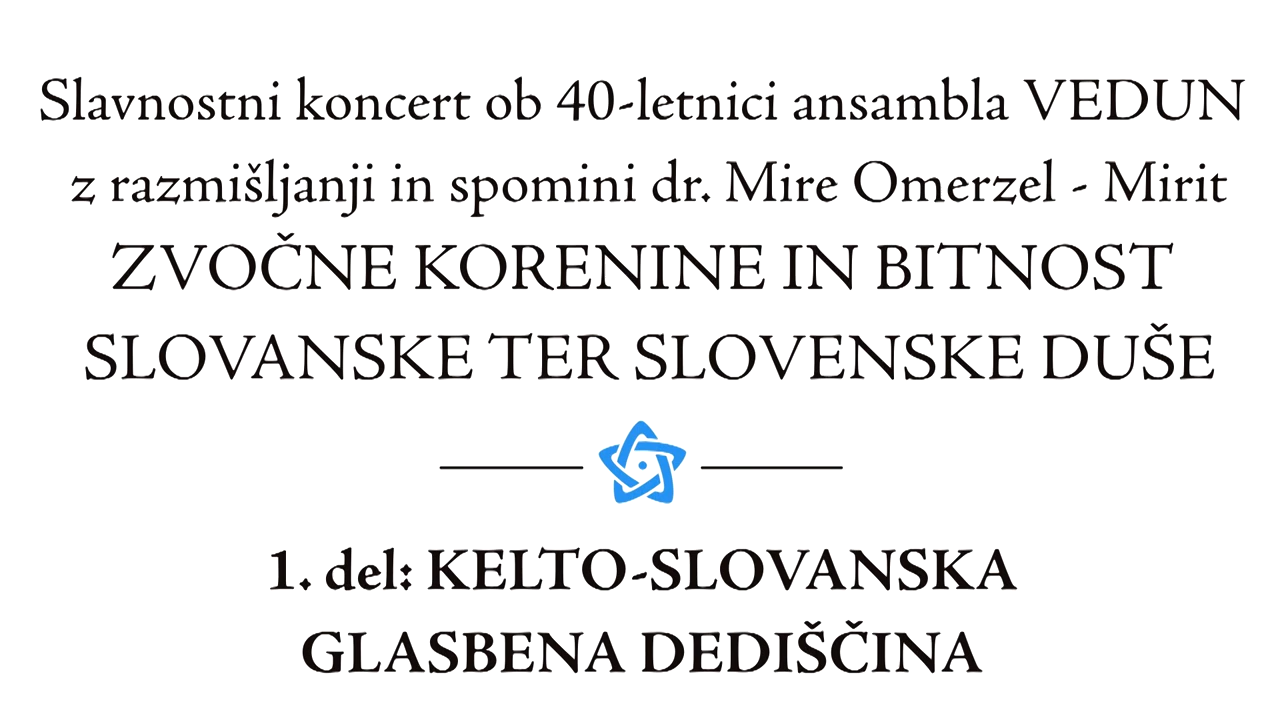 Slavnostni koncert ob 40-letnici ansambla VEDUN
z razmišljanji in spomini dr. Mire Omerzel - Mirit
ZVOČNE KORENINE IN BITNOST
SLOVANSKE TER SLOVENSKE DUŠE
1. del: KELTO-SLOVANSKA
GLASBENA DEDIŠČINA